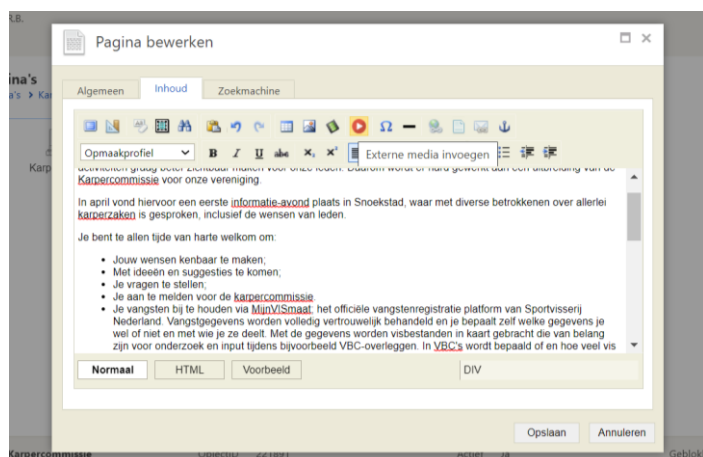 R.B.
Pagina bewerken
ina's
a's > Ka
Karp
Algemeen Inhoud Zoekmachine
Opmaakprofiel
B I U abc X, X²
Externe media invoegen
activiteiten graag beter zichtbaar maken voor onze leden. Daarom wordt er hard gewerkt aan een uitbreiding van de
Karpercommissie voor onze vereniging.
In april vond hiervoor een eerste informatie-avond plaats in Snoekstad, waar met diverse betrokkenen over allerlei
karperzaken is gesproken, inclusief de wensen van leden.
Je bent te allen tijde van harte welkom om:
• Jouw wensen kenbaar te maken;
• Met ideeën en suggesties te komen;
• Je vragen te stellen;
• Je aan te melden voor de karpercommissie
• Je vangsten bij te houden via MijnVISmaat; het officiële vangstenregistratie platform van Sportvisserij
Nederland. Vangstgegevens worden volledig vertrouwelijk behandeld en je bepaalt zelf welke gegevens je
wel of niet en met wie je ze deelt. Met de gegevens worden visbestanden in kaart gebracht die van belang
zijn voor onderzoek en input tijdens bijvoorbeeld VBC-overleggen. In VBC's wordt bepaald of en hoe veel vis
Normaal HTML Voorbeeld DIV
Opslaan Annuleren
Karpercommissie ObjectID 221891 Actief Ja Geblok